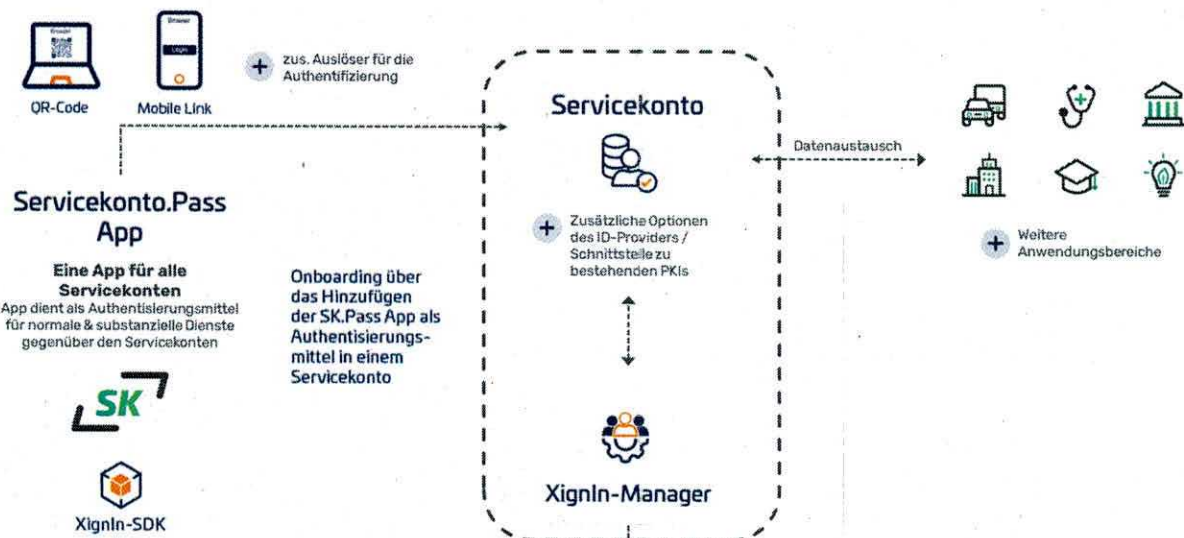 Browser
Browser
Login
QR-Code
Mobile Link
+ zus. Auslöser für die
Authentifizierung
Servicekonto.Pass
App
Eine App für alle
Servicekonten
App dient als Authentisierungsmittel
für normale & substanzielle Dienste
gegenüber den Servicekonten
SK
XignIn-SDK
Onboarding über
das Hinzufügen
der SK.Pass App als
Authentisierungs-
mittel in einem
Servicekonto
Servicekonto
+ Zusätzliche Optionen
des ID-Providers /
Schnittstelle zu
bestehenden PKIs
XignIn-Manager
Datenaustausch
+ Weitere
Anwendungsbereiche